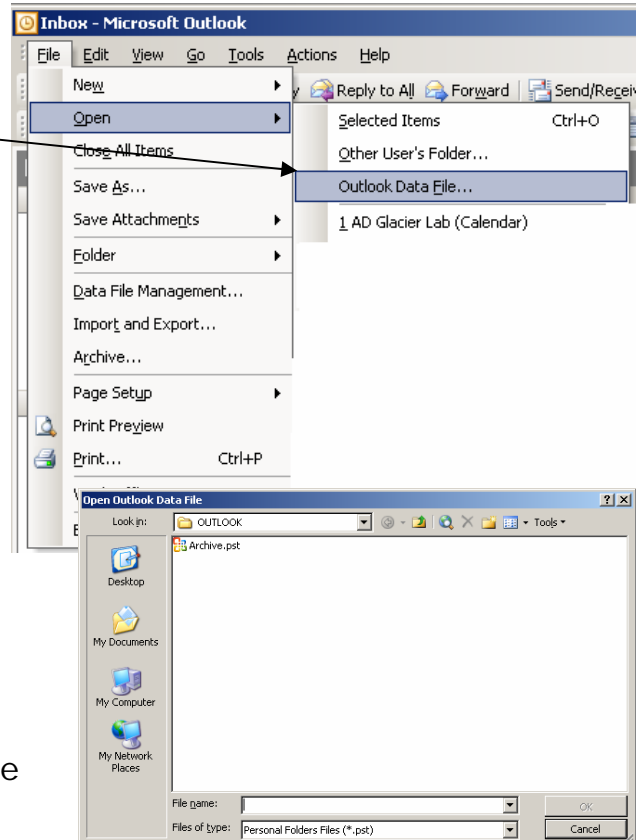 Inbox - Microsoft Outlook
File Edit View Go Tools Actions Help
Reply to All Forward Send/Receiv
New
Open
Close All Items
Save As...
Save Attachments
Folder
Data File Management...
Import and Export...
Archive...
Page Setup
Print Preview
Print... Ctrl+P
Selected Items Ctrl+O
Other User's Folder...
Outlook Data File...
1 AD Glacier Lab (Calendar)
Open Outlook Data File
Look in: OUTLOOK Tools
Archive.pst
Desktop
My Documents
My Computer
My Network
Places
File name: OK
Files of type: Personal Folders Files (*.pst) Cancel
e